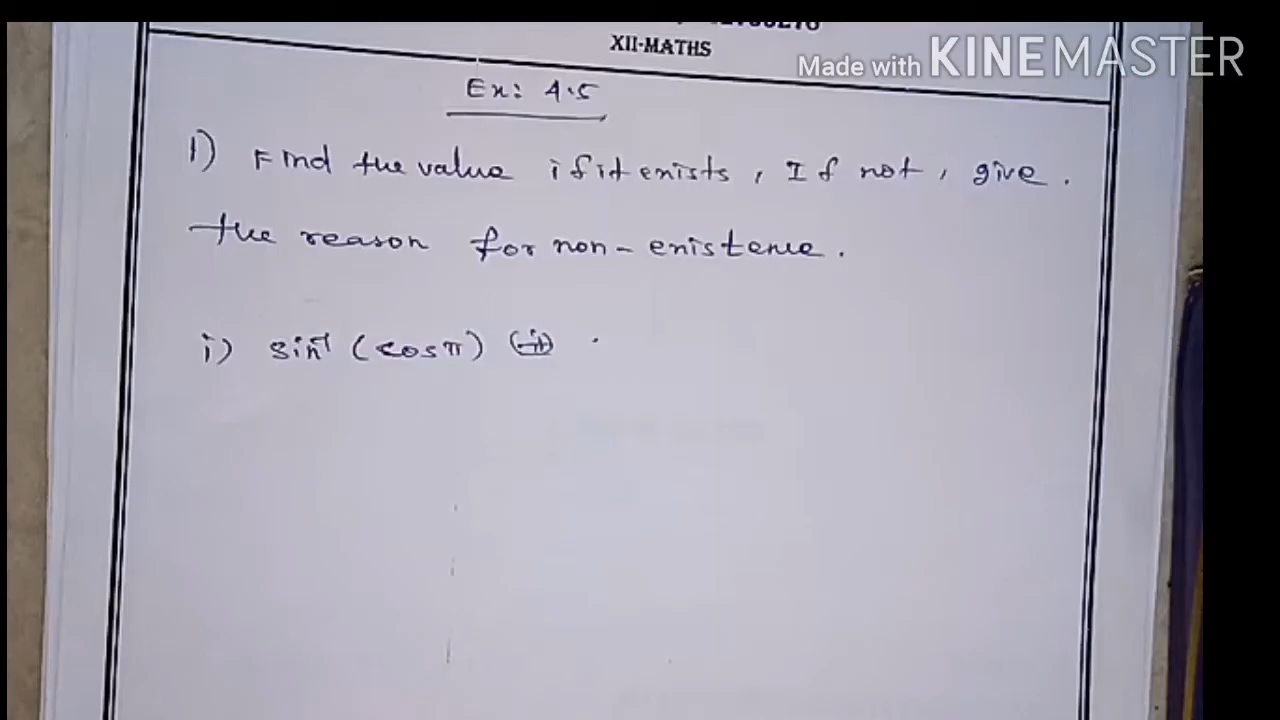 XII-MATHS
Made with KINEMASTER
Ex: 4.5
1) Find the value if it exists, If not, give.
the reason for non-existence.
i) sin⁻¹ (cos π)